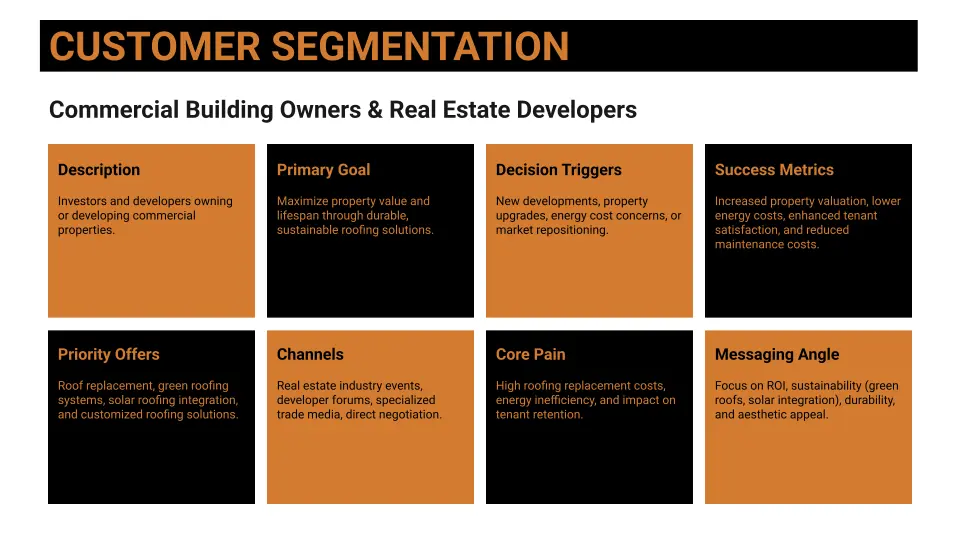 CUSTOMER SEGMENTATION
Commercial Building Owners & Real Estate Developers
Description
Investors and developers owning
or developing commercial
properties.
Primary Goal
Maximize property value and
lifespan through durable,
sustainable roofing solutions.
Decision Triggers
New developments, property
upgrades, energy cost concerns, or
market repositioning.
Success Metrics
Increased property valuation, lower
energy costs, enhanced tenant
satisfaction, and reduced
maintenance costs.
Priority Offers
Roof replacement, green roofing
systems, solar roofing integration,
and customized roofing solutions.
Channels
Real estate industry events,
developer forums, specialized
trade media, direct negotiation.
Core Pain
High roofing replacement costs,
energy inefficiency, and impact on
tenant retention.
Messaging Angle
Focus on ROI, sustainability (green
roofs, solar integration), durability,
and aesthetic appeal.